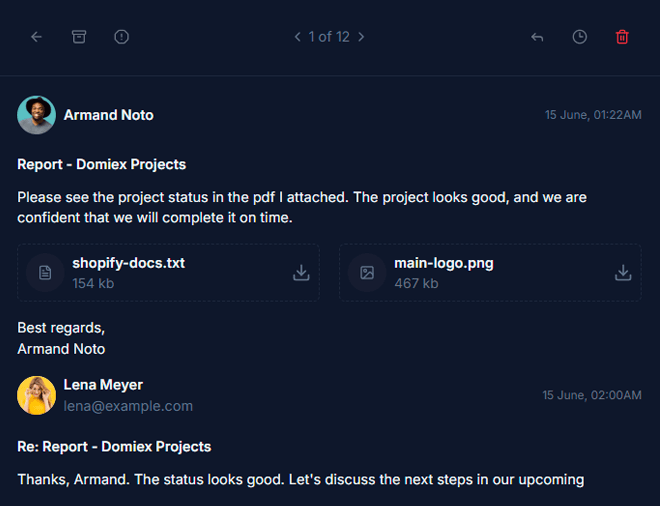 1 of 12
Armand Noto
15 June, 01:22AM
Report - Domiex Projects
Please see the project status in the pdf I attached. The project looks good, and we are
confident that we will complete it on time.
shopify-docs.txt
154 kb
main-logo.png
467 kb
Best regards,
Armand Noto
Lena Meyer
lena@example.com
15 June, 02:00AM
Re: Report - Domiex Projects
Thanks, Armand. The status looks good. Let's discuss the next steps in our upcoming